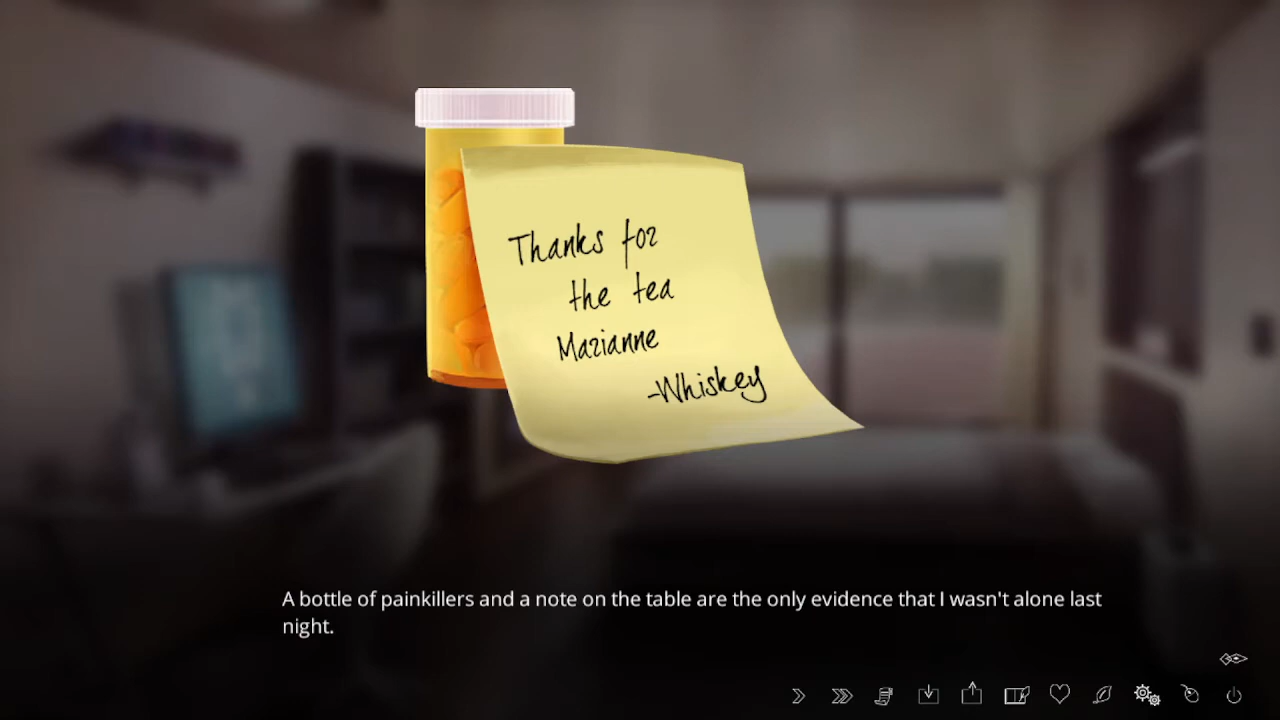 Thanks for
the tea
Marianne
-Whiskey
A bottle of painkillers and a note on the table are the only evidence that I wasn't alone last
night.